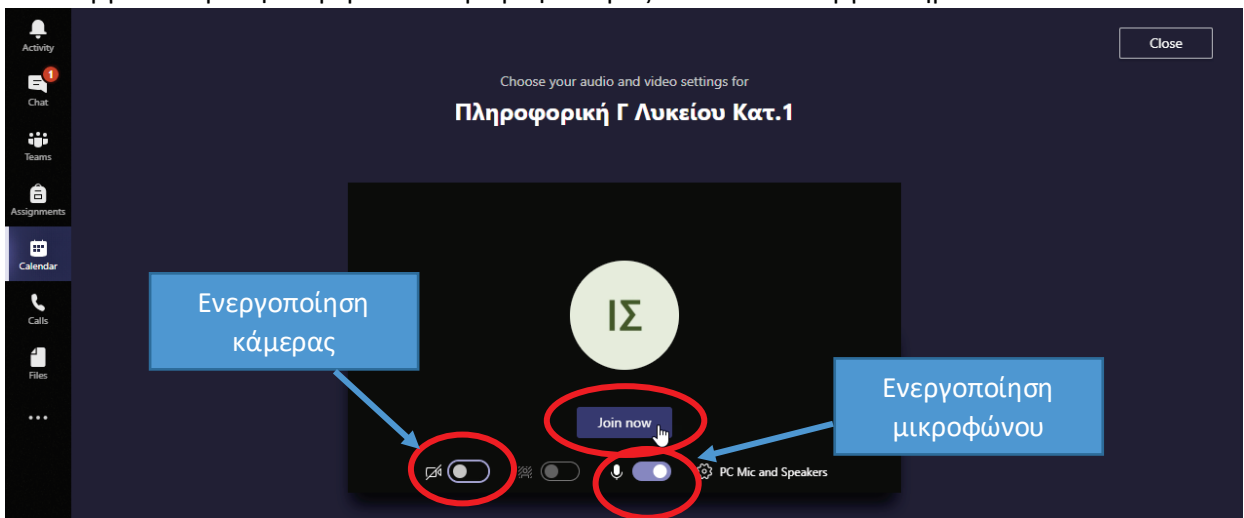 Activity
Close
1
Chat
Choose your audio and video settings for
Πληροφορική Γ Λυκείου Κατ.1
Teams
Assignments
Calendar
Ενεργοποίηση
κάμερας
ΙΣ
Calls
Files
Ενεργοποίηση
μικροφώνου
Join now
PC Mic and Speakers